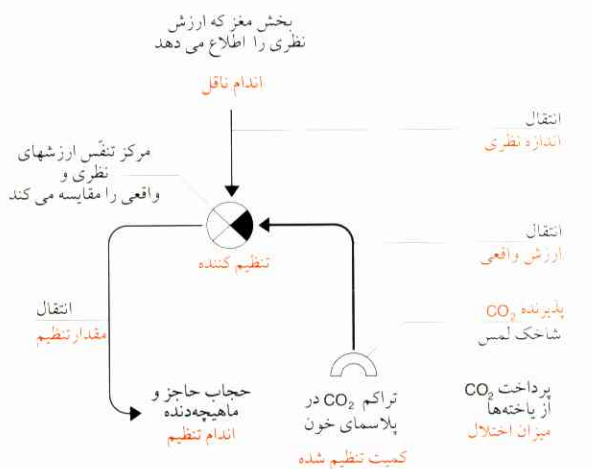 بخش مغز که ارزش
نظری را اطلاع می دهد
اندام ناقل
انتقال
اندازه نظری
مرکز تنفّس ارزشهای
نظری و
واقعی را مقایسه می کند
تنظیم کننده
انتقال
ارزش واقعی
انتقال
مقدار تنظیم
پذیرنده CO₂
شاخک لمس
پرداخت CO₂
از یاخته‌ها
میزان اختلال
تراکم CO₂ در
پلاسمای خون
کمیت تنظیم شده
حجاب حاجز و
ماهیچه‌دنده
اندام تنظیم